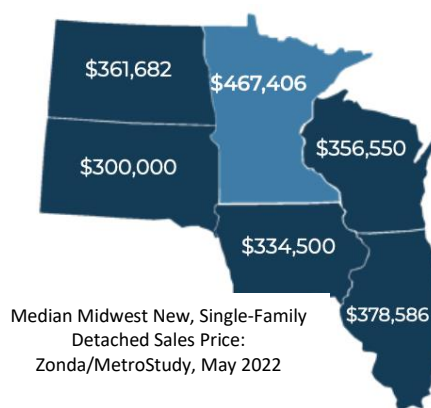 $361,682
$467,406
$356,550
$300,000
$334,500
$378,586
Median Midwest New, Single-Family
Detached Sales Price:
Zonda/MetroStudy, May 2022